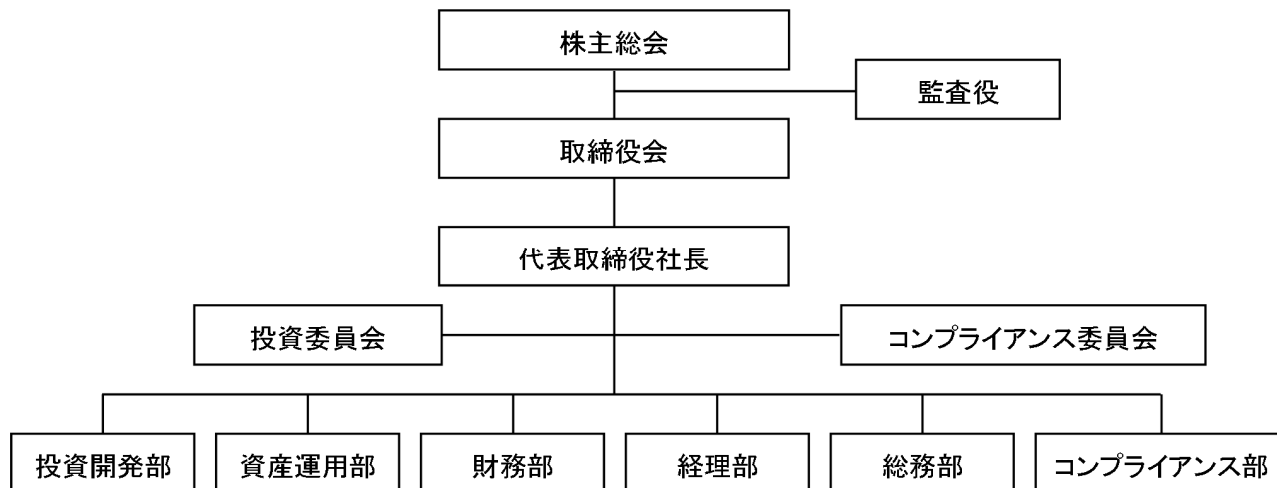 株主総会
監査役
取締役会
代表取締役社長
投資委員会
コンプライアンス委員会
投資開発部
資産運用部
財務部
経理部
総務部
コンプライアンス部